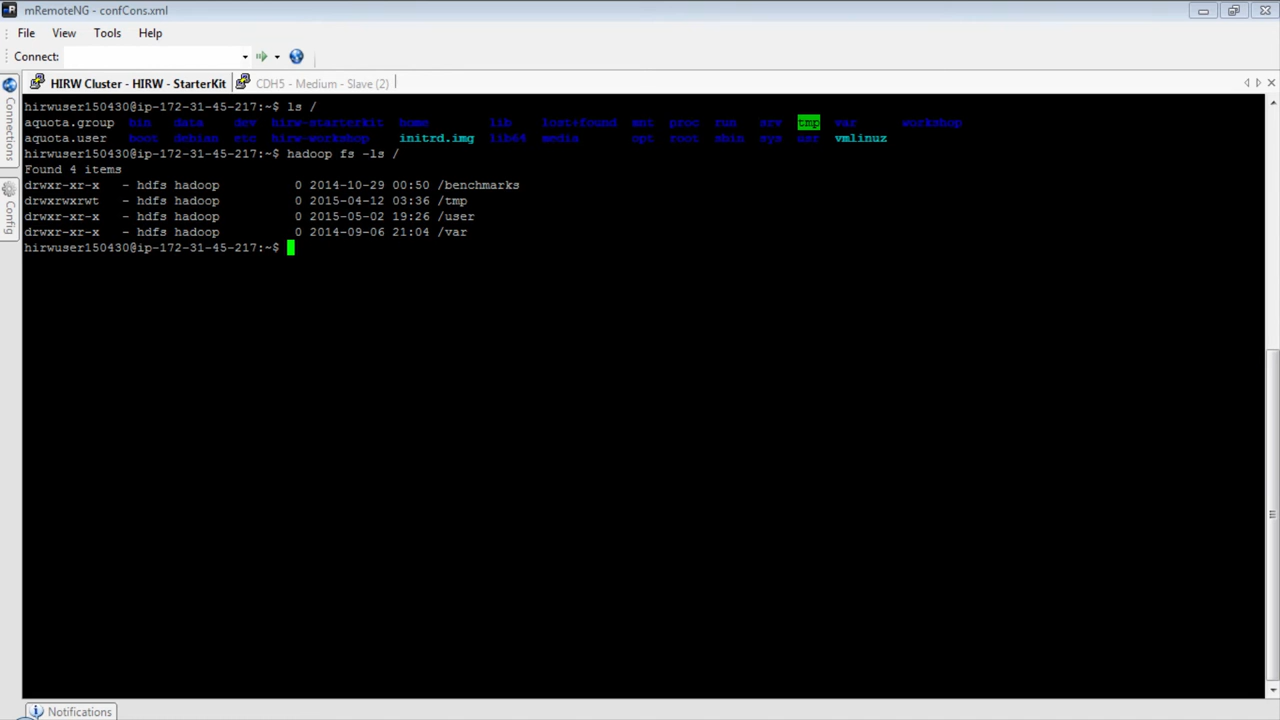 mRemoteNG - confCons.xml
File View Tools Help
Connect:
HIRW Cluster - HIRW - StarterKit CDH5 - Medium - Slave (2)
Connections
Config
hirwuser150430@ip-172-31-45-217:~$ ls /
aquota.group bin data dev hirw-starterkit home lib lost+found mnt proc run srv tmp var workshop
aquota.user boot debian etc hirw-workshop initrd.img lib64 media opt root sbin sys usr vmlinuz
hirwuser150430@ip-172-31-45-217:~$ hadoop fs -ls /
Found 4 items
drwxr-xr-x - hdfs hadoop 0 2014-10-29 00:50 /benchmarks
drwxrwxrwt - hdfs hadoop 0 2015-04-12 03:36 /tmp
drwxr-xr-x - hdfs hadoop 0 2015-05-02 19:26 /user
drwxr-xr-x - hdfs hadoop 0 2014-09-06 21:04 /var
hirwuser150430@ip-172-31-45-217:~$
Notifications